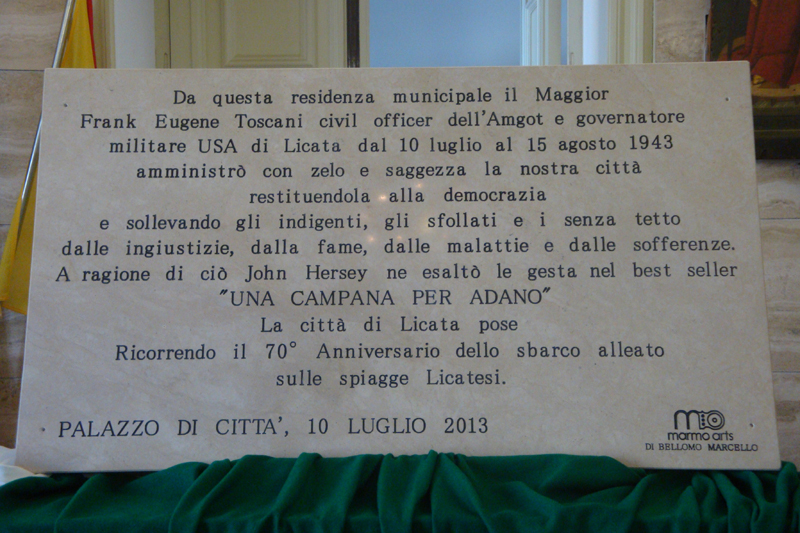 Da questa residenza municipale il Maggior
Frank Eugene Toscani civil officer dell'Amgot e governatore
militare USA di Licata dal 10 luglio al 15 agosto 1943
amministrò con zelo e saggezza la nostra città
restituendola alla democrazia
e sollevando gli indigenti, gli sfollati e i senza tetto
dalle ingiustizie, dalla fame, dalle malattie e dalle sofferenze.
A ragione di ciò John Hersey ne esaltò le gesta nel best seller
"UNA CAMPANA PER ADANO"
La città di Licata pose
Ricorrendo il 70° Anniversario dello sbarco alleato
sulle spiagge Licatesi.
PALAZZO DI CITTA', 10 LUGLIO 2013
marmo arts
DI BELLOMO MARCELLO